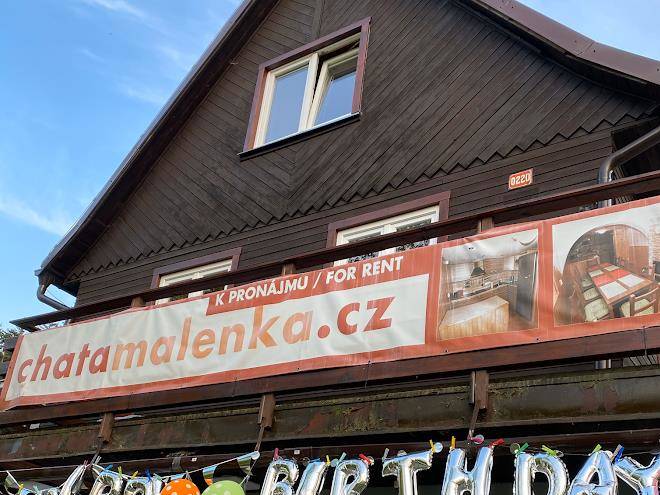 0220
K PRONÁJMU / FOR RENT
chatamalenka.cz
BIRTHDAY